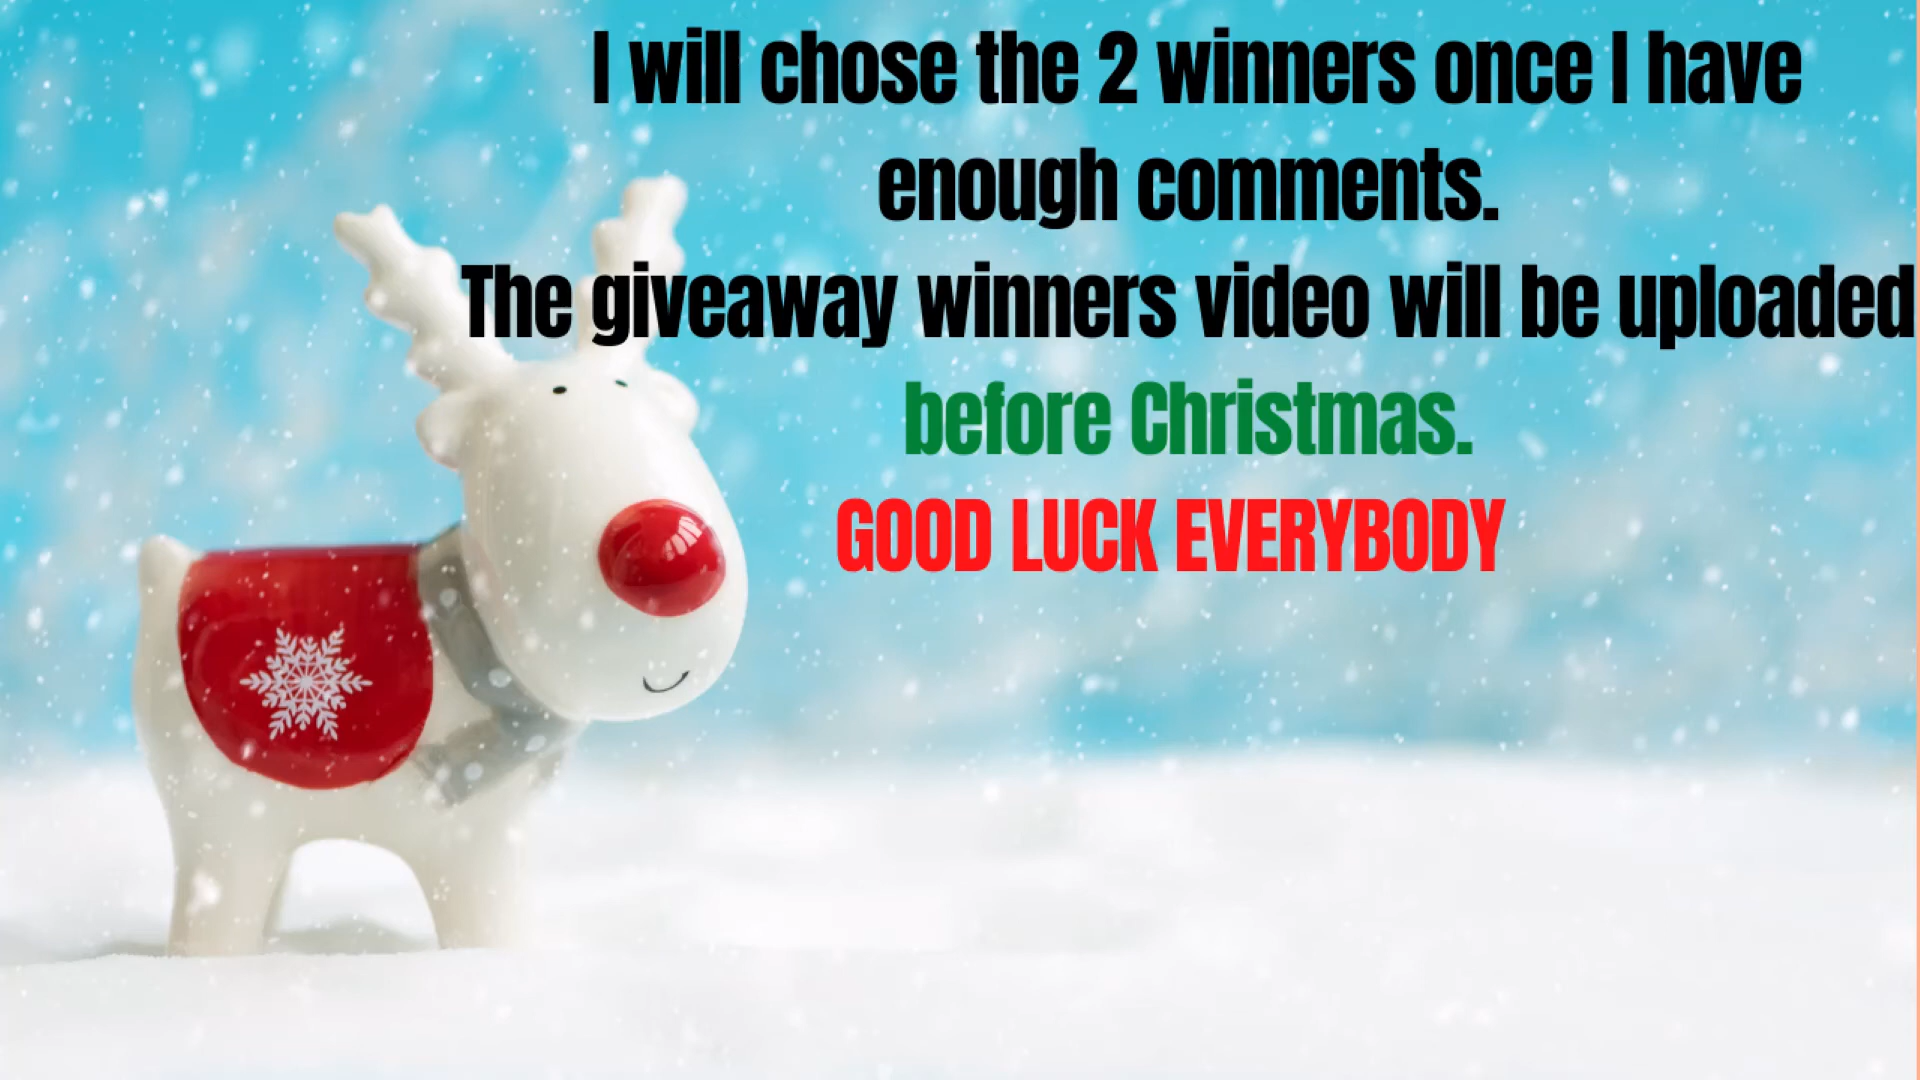 I will chose the 2 winners once I have
enough comments.
The giveaway winners video will be uploaded
before Christmas.
GOOD LUCK EVERYBODY